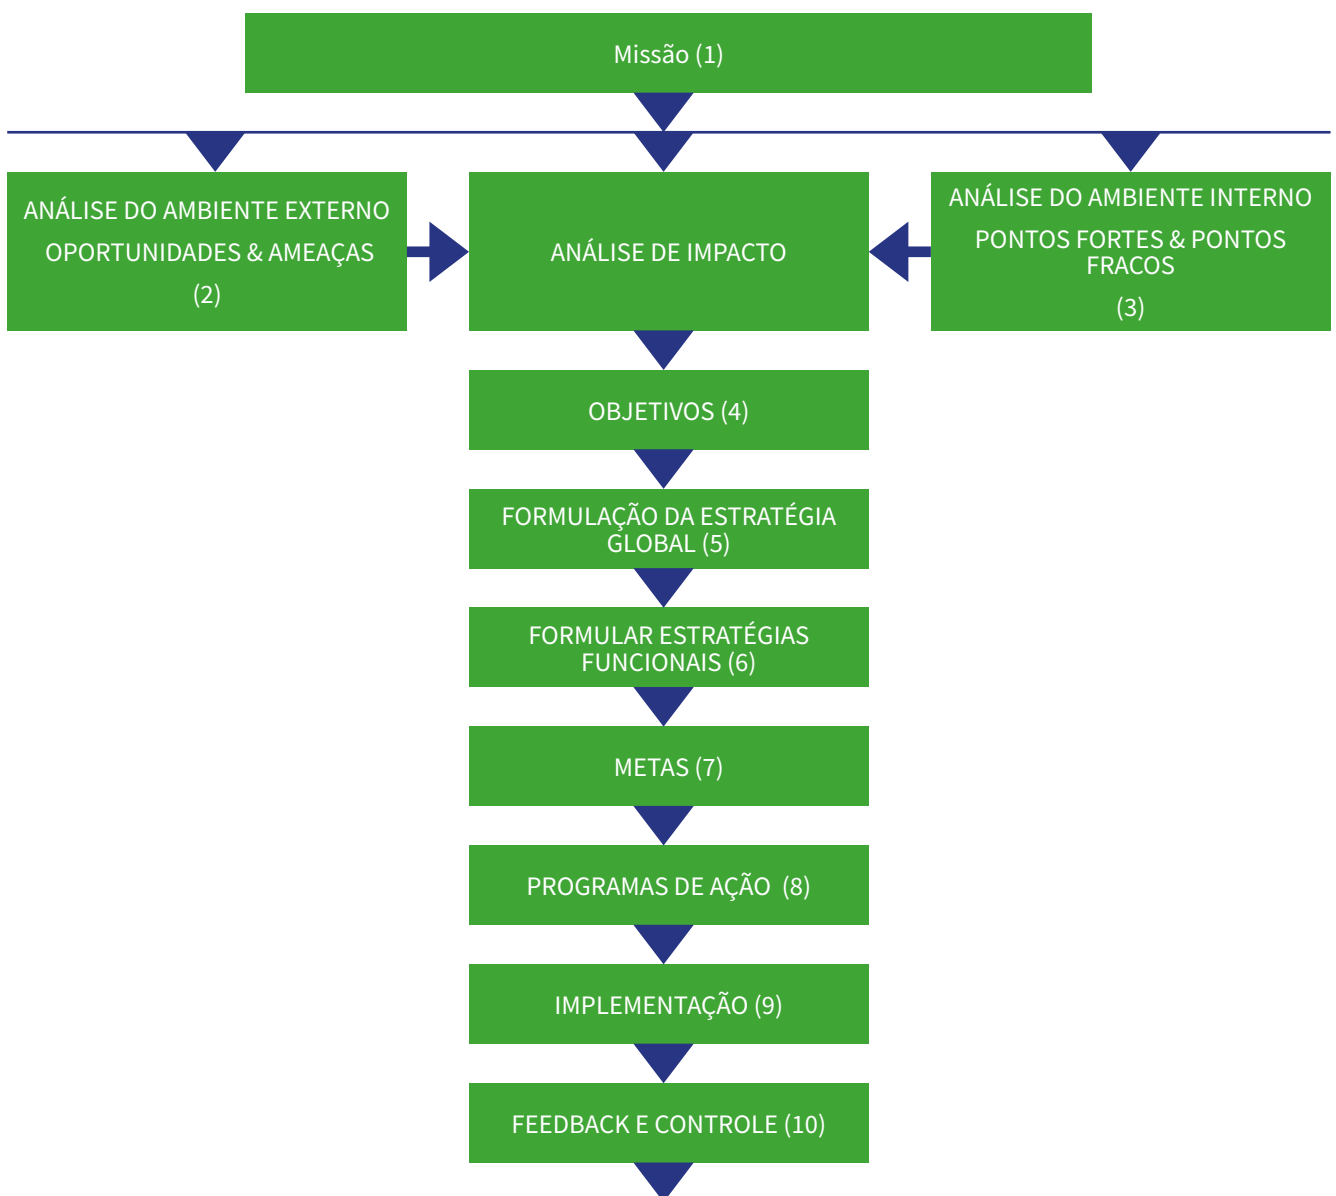 Missão (1)
ANÁLISE DO AMBIENTE EXTERNO
OPORTUNIDADES & AMEAÇAS
(2)
ANÁLISE DE IMPACTO
ANÁLISE DO AMBIENTE INTERNO
PONTOS FORTES & PONTOS
FRACOS
(3)
OBJETIVOS (4)
FORMULAÇÃO DA ESTRATÉGIA
GLOBAL (5)
FORMULAR ESTRATÉGIAS
FUNCIONAIS (6)
METAS (7)
PROGRAMAS DE AÇÃO  (8)
IMPLEMENTAÇÃO (9)
FEEDBACK E CONTROLE (10)